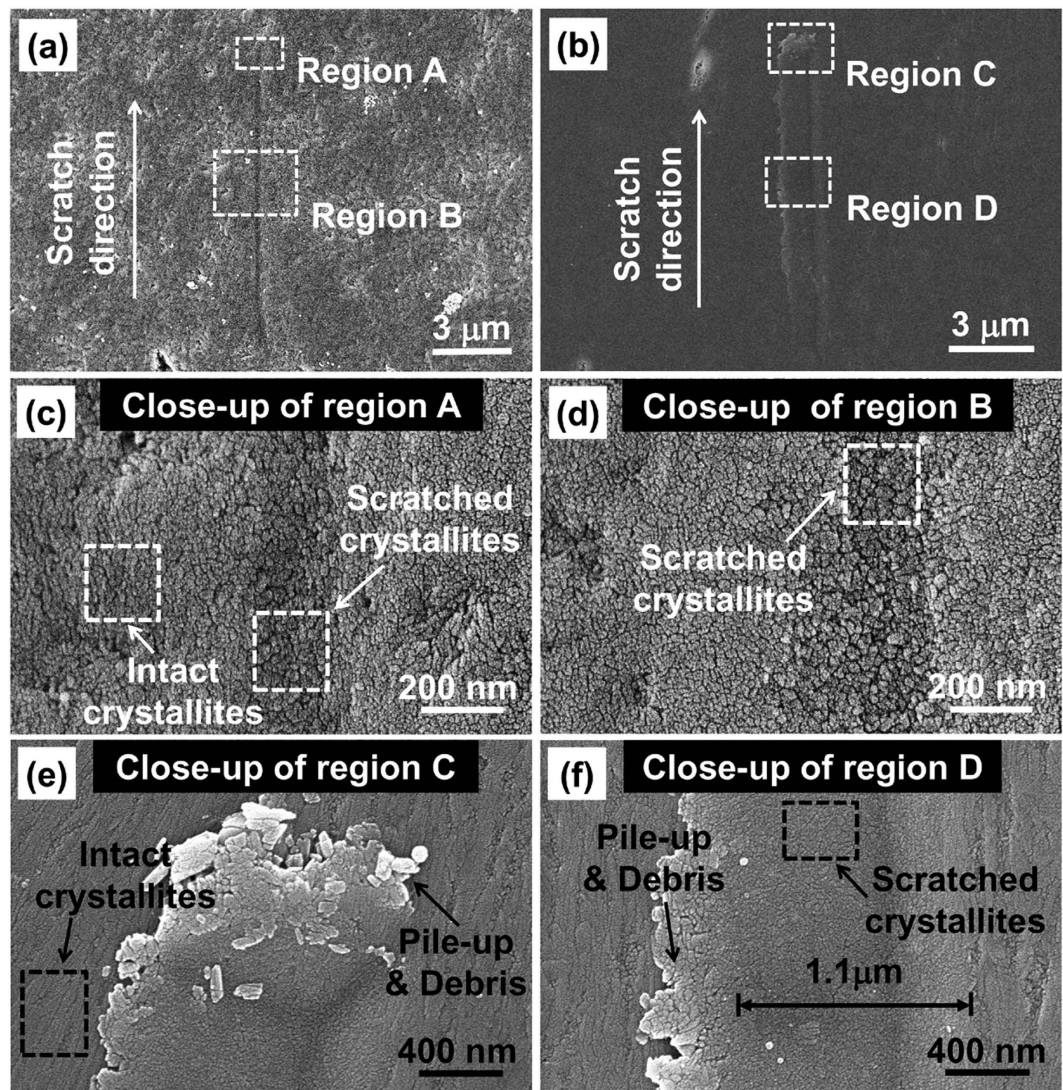 (a)
Region A
Scratch
direction
Region B
3 μm
(b)
Region C
Scratch
direction
Region D
3 μm
(c)
Close-up of region A
Scratched
crystallites
Intact
crystallites
200 nm
(d)
Close-up of region B
Scratched
crystallites
200 nm
(e)
Close-up of region C
Intact
crystallites
Pile-up
& Debris
400 nm
(f)
Close-up of region D
Pile-up
& Debris
Scratched
crystallites
1.1μm
400 nm